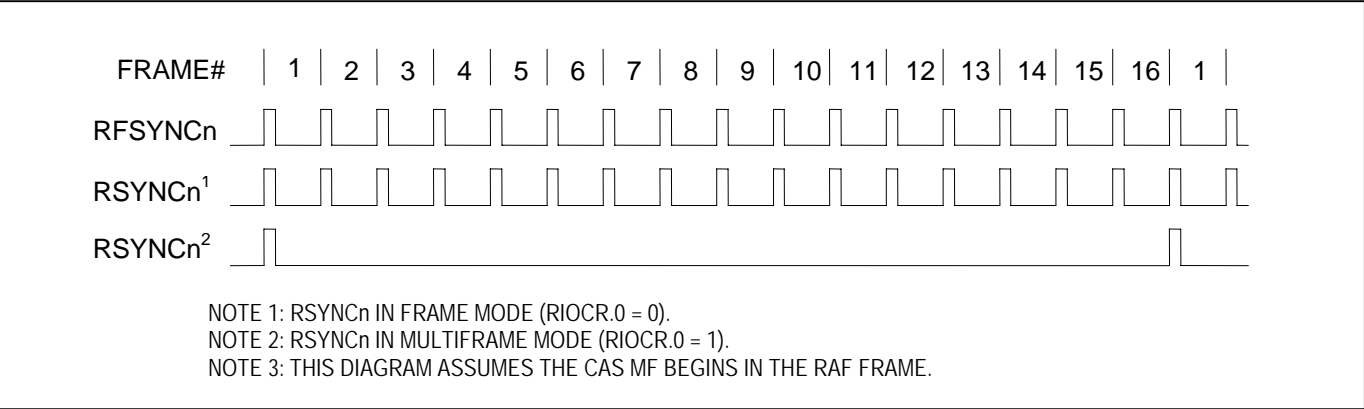 FRAME# 1 2 3 4 5 6 7 8 9 10 11 12 13 14 15 16 1
RFSYNCn
RSYNCn¹
RSYNCn²
NOTE 1: RSYNCn IN FRAME MODE (RIOCR.0 = 0).
NOTE 2: RSYNCn IN MULTIFRAME MODE (RIOCR.0 = 1).
NOTE 3: THIS DIAGRAM ASSUMES THE CAS MF BEGINS IN THE RAF FRAME.